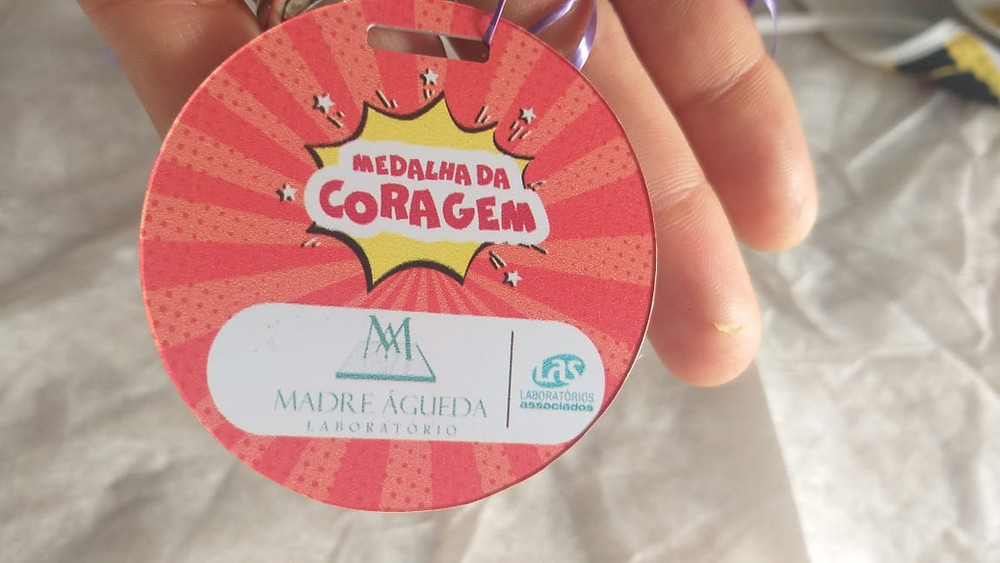 MEDALHA DA
CORAGEM
MADRE ÁGUEDA
LABORATÓRIO
LAS
LABORATÓRIOS
associados